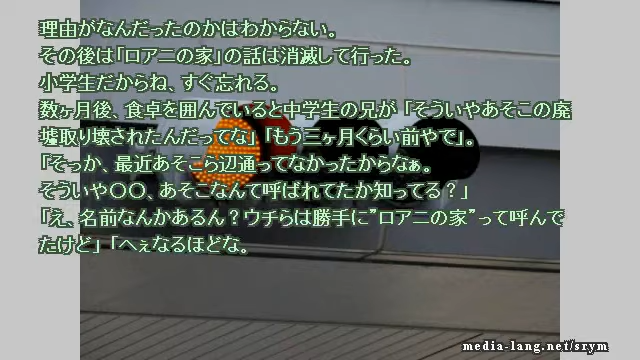 理由がなんだったのかはわからない。
その後は「ロアニの家」の話は消滅して行った。
小学生だからね、すぐ忘れる。
数ヶ月後、食卓を囲んでいると中学生の兄が「そういやあそこの廃
墟取り壊されたんだってな」「もう三ヶ月くらい前やで」。
「そっか、最近あそこら辺通ってなかったからなぁ。
そういや〇〇、あそこなんて呼ばれてたか知ってる？」
「え、名前なんかあるん？ウチらは勝手に”ロアニの家”って呼んで
たけど」「へぇなるほどな。
media-lang.net/srym